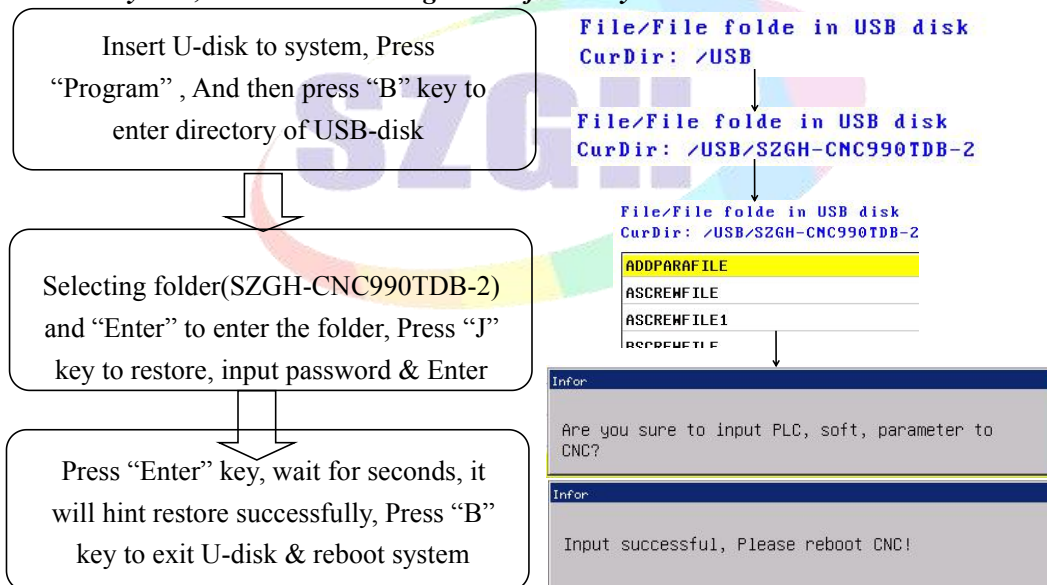 Insert U-disk to system, Press
“Program” , And then press “B” key to
enter directory of USB-disk
Selecting folder(SZGH-CNC990TDB-2)
and “Enter” to enter the folder, Press “J”
key to restore, input password & Enter
Press “Enter” key, wait for seconds, it
will hint restore successfully, Press “B”
key to exit U-disk & reboot system
File/File folde in USB disk
CurDir: /USB
File/File folde in USB disk
CurDir: /USB/SZGH-CNC990TDB-2
File/File folde in USB disk
CurDir: /USB/SZGH-CNC990TDB-2
ADDPARAFILE
ASCREWFILE
ASCREWFILE1
BSCREWFILE
Infor
Are you sure to input PLC, soft, parameter to
CNC?
Infor
Input successful, Please reboot CNC!
SZGH